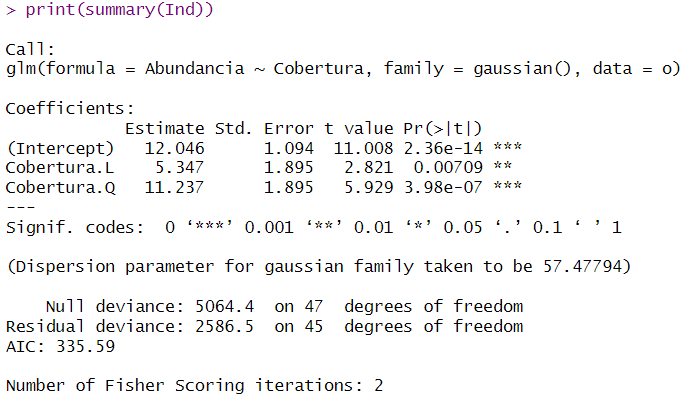 > print(summary(Ind))
Call:
glm(formula = Abundancia ~ Cobertura, family = gaussian(), data = o)
Coefficients:
            Estimate Std. Error t value Pr(>|t|)
(Intercept)   12.046      1.094  11.008 2.36e-14 ***
Cobertura.L    5.347      1.895   2.821  0.00709 **
Cobertura.Q   11.237      1.895   5.929 3.98e-07 ***
---
Signif. codes:  0 ‘***’ 0.001 ‘**’ 0.01 ‘*’ 0.05 ‘.’ 0.1 ‘ ’ 1
(Dispersion parameter for gaussian family taken to be 57.47794)
    Null deviance: 5064.4  on 47  degrees of freedom
Residual deviance: 2586.5  on 45  degrees of freedom
AIC: 335.59
Number of Fisher Scoring iterations: 2